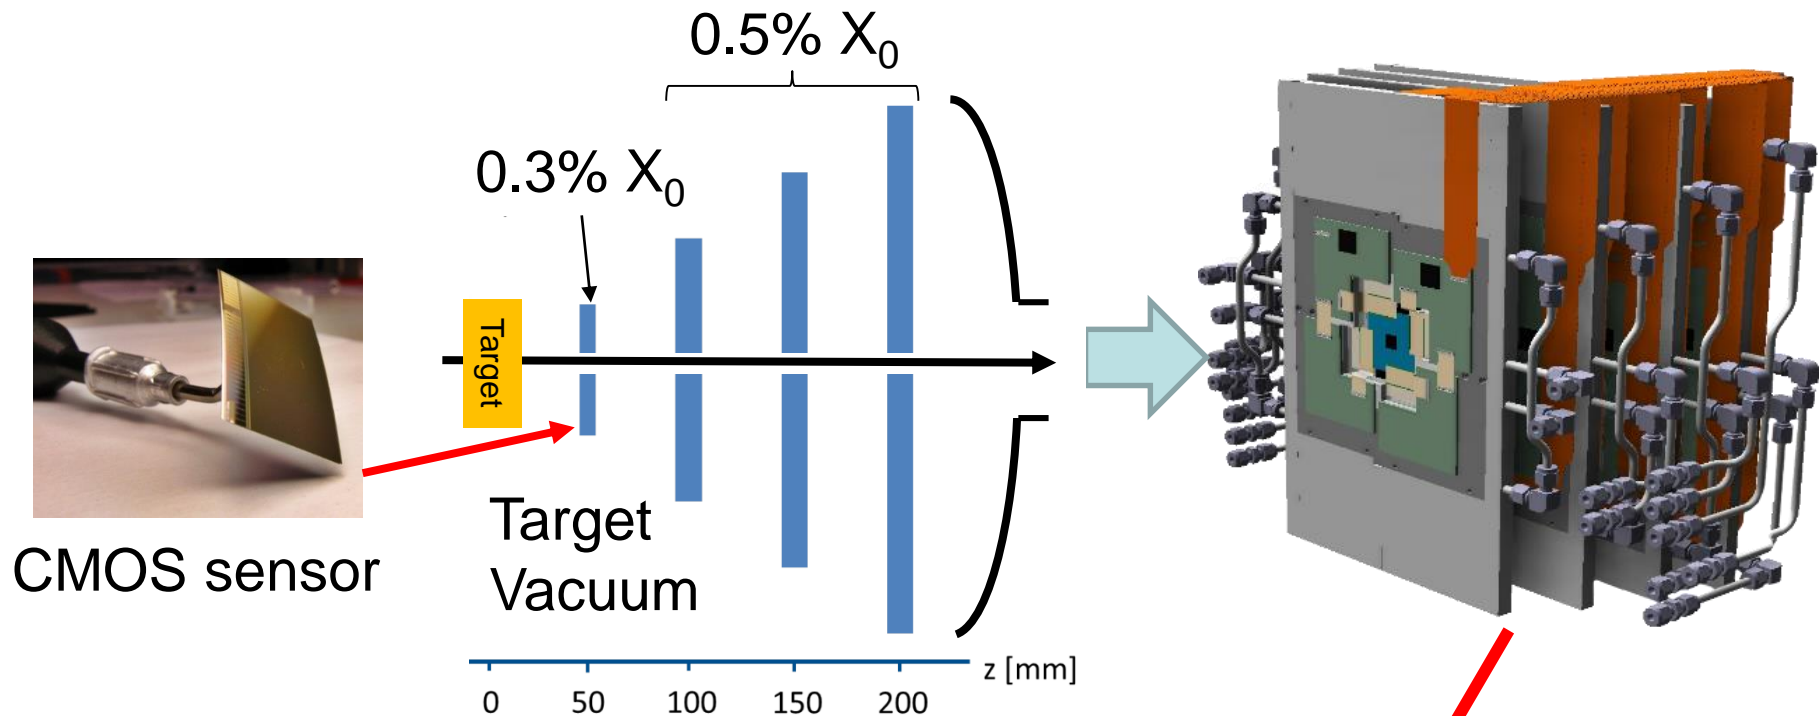 0.5% X₀
0.3% X₀
Target
CMOS sensor
Target
Vacuum
z [mm]
0 50 100 150 200